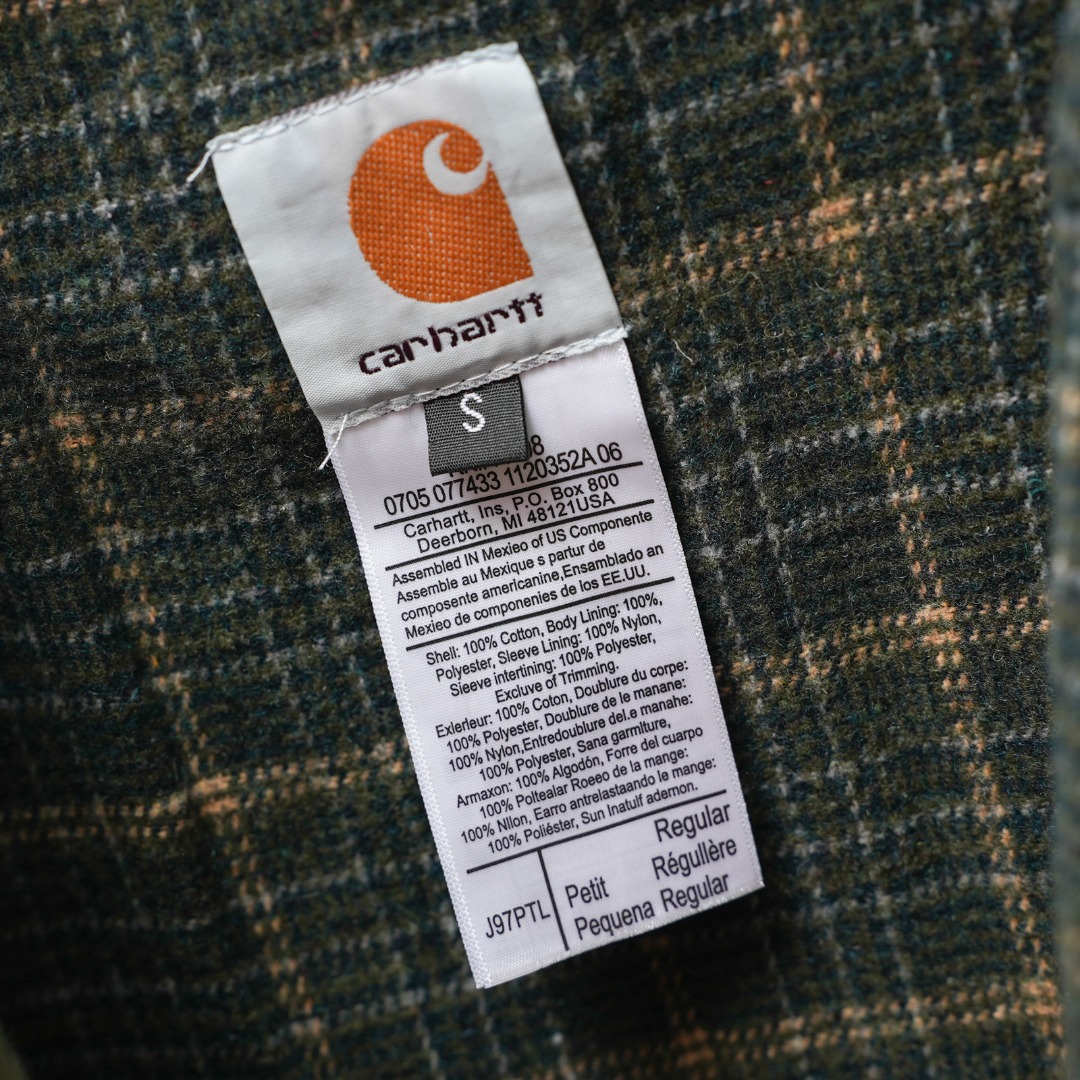 carhartt
S
0705 077433 1120352A 06
Carhartt, Ins, P.O. Box 800
Deerborn, MI 48121USA
Assembled IN Mexieo of US Componente
Assemble au Mexique s partur de
composente americanine,Ensamblado an
Mexieo de componenies de los EE.UU.
Shell: 100% Cotton, Body Lining: 100%,
Polyester, Sleeve Lining: 100% Nylon,
Sleeve intertining: 100% Polyester,
Excluve of Trimming.
Exlerleur: 100% Coton, Doublure du corpe:
100% Polyester, Doublure de le manane:
100% Nylon,Entredoublure del.e manahe:
100% Polyester, Sana garmiture,
Armaxon: 100% Algodón, Forre del cuarpo
100% Poltealar Roeeo de la mange:
100% Nllon, Earro antrelastaando le mange:
100% Poliéster, Sun Inatulf adernon.
J97PTL
Regular
Petit Régullère
Pequena Regular